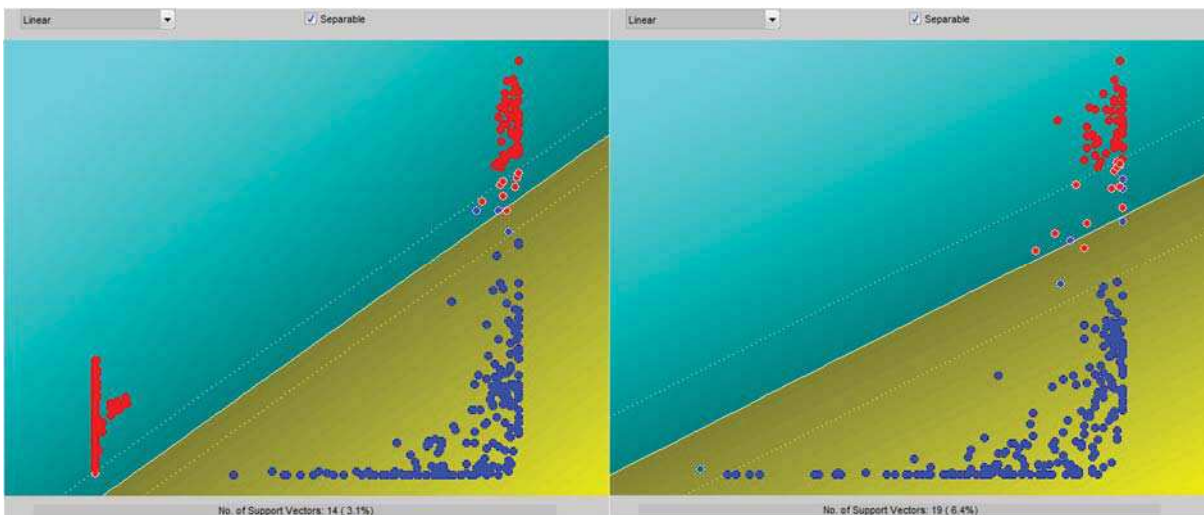 Linear
Separable
Linear
Separable
No. of Support Vectors: 14 ( 3.1%)
No. of Support Vectors: 19 ( 6.4%)